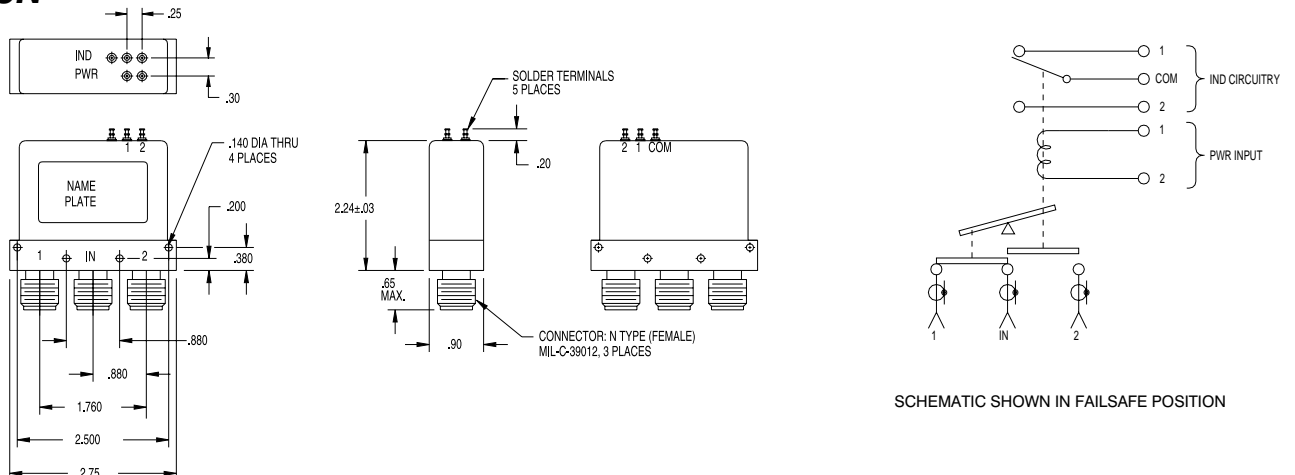 ON
.25
IND
PWR
.30
1 2
.140 DIA THRU
4 PLACES
NAME
PLATE
.200
1 IN 2
.380
.880
.880
1.760
2.500
2.75
SOLDER TERMINALS
5 PLACES
.20
2.24±.03
.65
MAX.
.90
CONNECTOR: N TYPE (FEMALE)
MIL-C-39012, 3 PLACES
2 1 COM
1
COM
2
IND CIRCUITRY
1
2
PWR INPUT
1 IN 2
SCHEMATIC SHOWN IN FAILSAFE POSITION